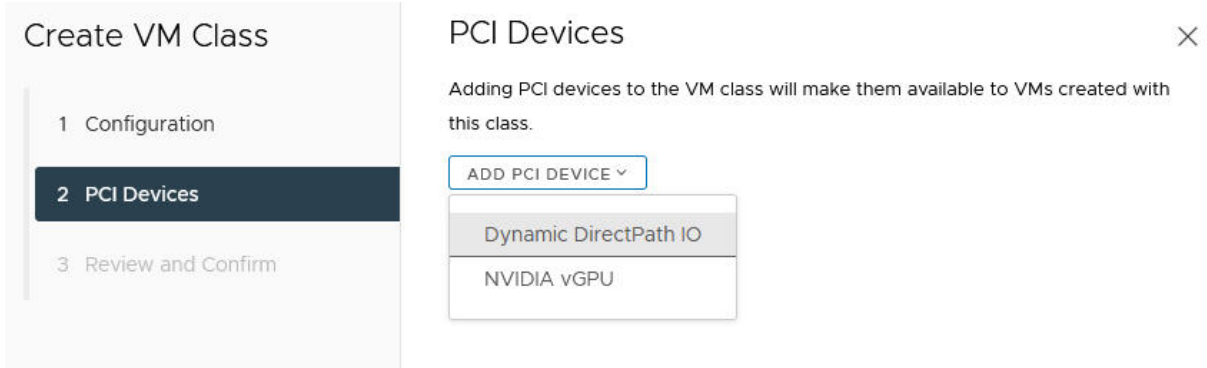 Create VM Class
1 Configuration
2 PCI Devices
3 Review and Confirm
PCI Devices
Adding PCI devices to the VM class will make them available to VMs created with
this class.
ADD PCI DEVICE
Dynamic DirectPath IO
NVIDIA vGPU